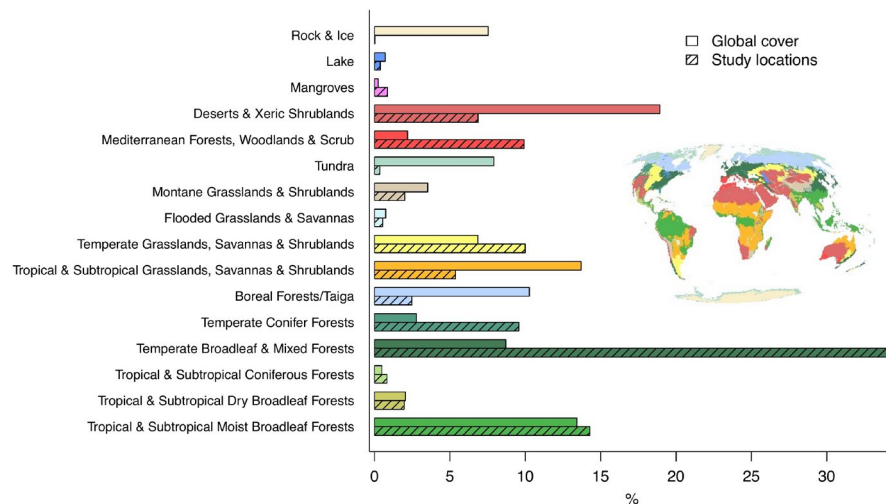 Rock & Ice
Lake
Mangroves
Deserts & Xeric Shrublands
Mediterranean Forests, Woodlands & Scrub
Tundra
Montane Grasslands & Shrublands
Flooded Grasslands & Savannas
Temperate Grasslands, Savannas & Shrublands
Tropical & Subtropical Grasslands, Savannas & Shrublands
Boreal Forests/Taiga
Temperate Conifer Forests
Temperate Broadleaf & Mixed Forests
Tropical & Subtropical Coniferous Forests
Tropical & Subtropical Dry Broadleaf Forests
Tropical & Subtropical Moist Broadleaf Forests
Global cover
Study locations
0 5 10 15 20 25 30
%